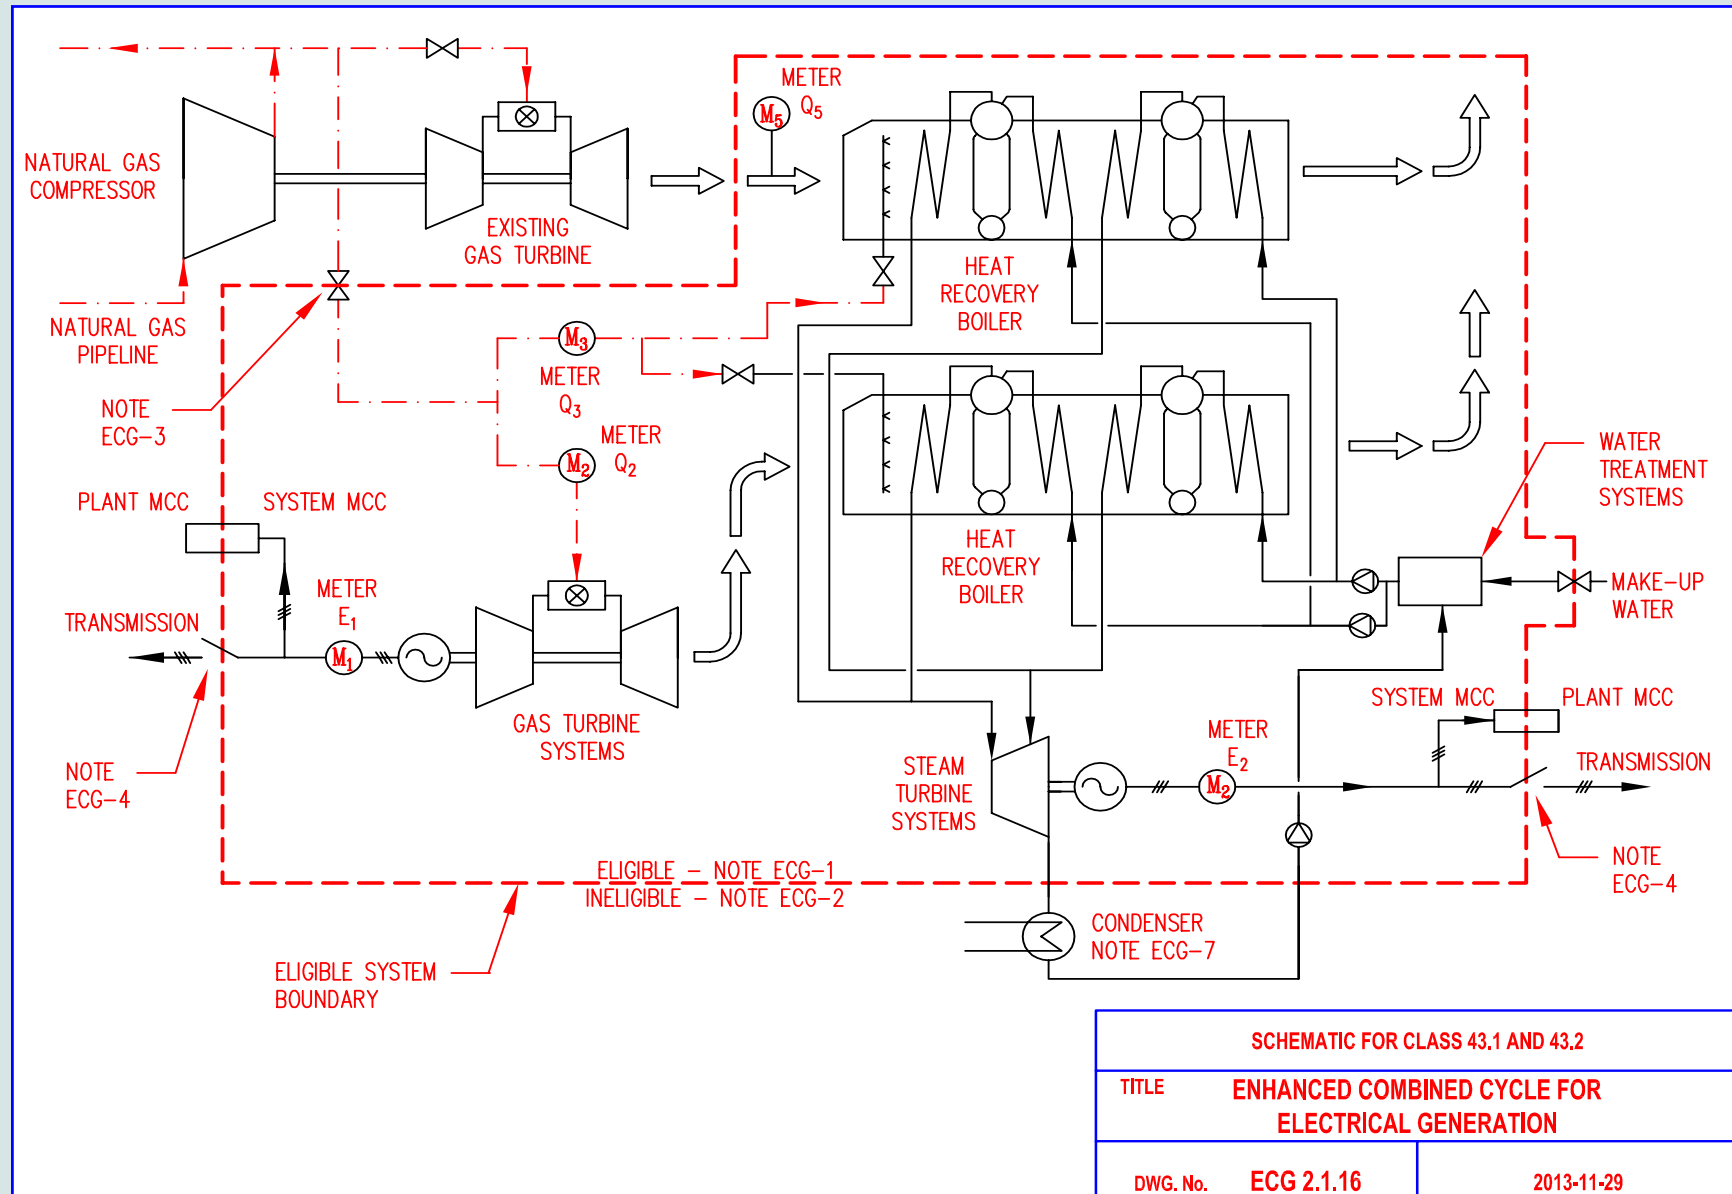 METER
Q5
M5
NATURAL GAS
COMPRESSOR
EXISTING
GAS TURBINE
HEAT
RECOVERY
BOILER
NATURAL GAS
PIPELINE
M3
METER
Q3
NOTE
ECG-3
METER
Q2
M2
WATER
TREATMENT
SYSTEMS
PLANT MCC
SYSTEM MCC
HEAT
RECOVERY
BOILER
METER
E1
MAKE-UP
WATER
TRANSMISSION
M1
GAS TURBINE
SYSTEMS
SYSTEM MCC
PLANT MCC
METER
E2
M2
STEAM
TURBINE
SYSTEMS
TRANSMISSION
NOTE
ECG-4
NOTE
ECG-4
ELIGIBLE - NOTE ECG-1
INELIGIBLE - NOTE ECG-2
CONDENSER
NOTE ECG-7
ELIGIBLE SYSTEM
BOUNDARY
SCHEMATIC FOR CLASS 43.1 AND 43.2
TITLE ENHANCED COMBINED CYCLE FOR
ELECTRICAL GENERATION
DWG. No. ECG 2.1.16
2013-11-29